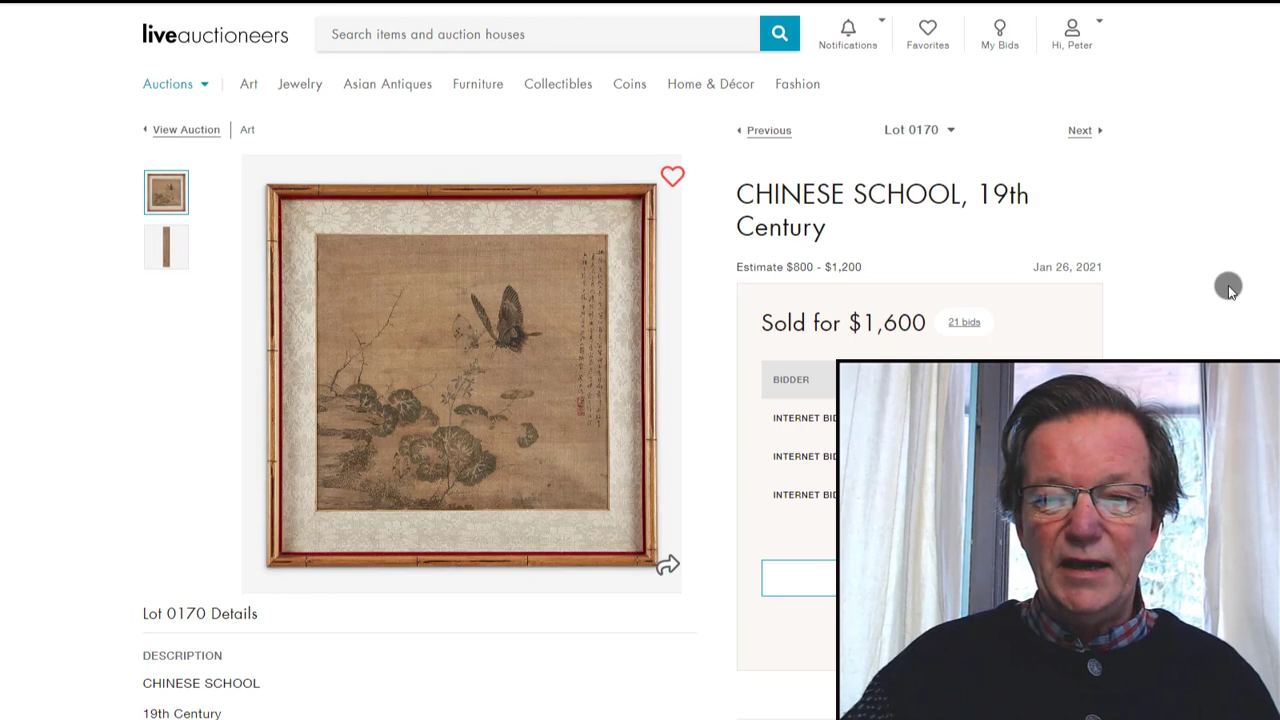 liveauctioneers
Search items and auction houses
Notifications
Favorites
My Bids
Hi, Peter
Auctions
Art
Jewelry
Asian Antiques
Furniture
Collectibles
Coins
Home & Décor
Fashion
View Auction
Art
Previous
Lot 0170
Next
CHINESE SCHOOL, 19th
Century
Estimate $800 - $1,200
Jan 26, 2021
Sold for $1,600
21 bids
BIDDER
INTERNET BID
INTERNET BID
INTERNET BID
Lot 0170 Details
DESCRIPTION
CHINESE SCHOOL
19th Century